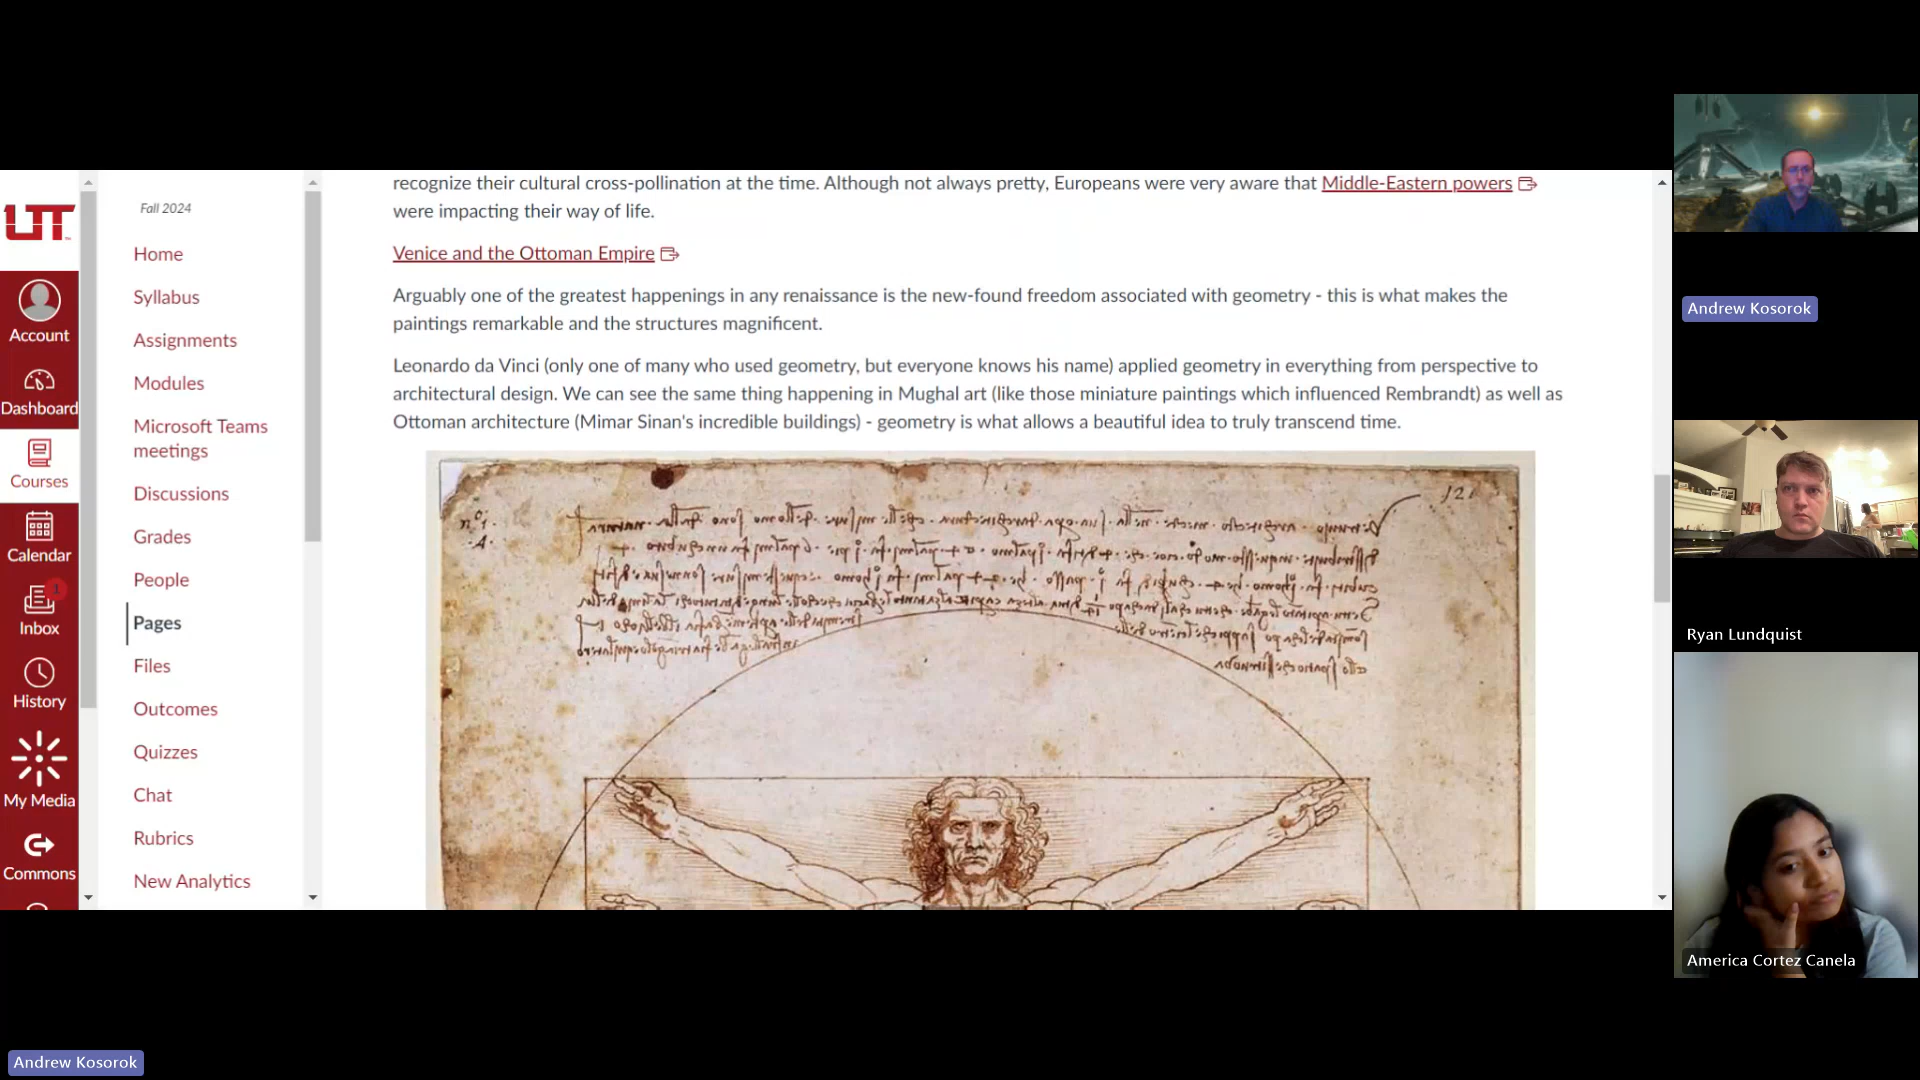 UT
Account
Dashboard
Courses
Calendar
1
Inbox
History
My Media
Commons
Fall 2024
Home
Syllabus
Assignments
Modules
Microsoft Teams
meetings
Discussions
Grades
People
Pages
Files
Outcomes
Quizzes
Chat
Rubrics
New Analytics
recognize their cultural cross-pollination at the time. Although not always pretty, Europeans were very aware that Middle-Eastern powers
were impacting their way of life.
Venice and the Ottoman Empire
Arguably one of the greatest happenings in any renaissance is the new-found freedom associated with geometry - this is what makes the
paintings remarkable and the structures magnificent.
Leonardo da Vinci (only one of many who used geometry, but everyone knows his name) applied geometry in everything from perspective to
architectural design. We can see the same thing happening in Mughal art (like those miniature paintings which influenced Rembrandt) as well as
Ottoman architecture (Mimar Sinan's incredible buildings) - geometry is what allows a beautiful idea to truly transcend time.
Andrew Kosorok
Ryan Lundquist
America Cortez Canela
Andrew Kosorok